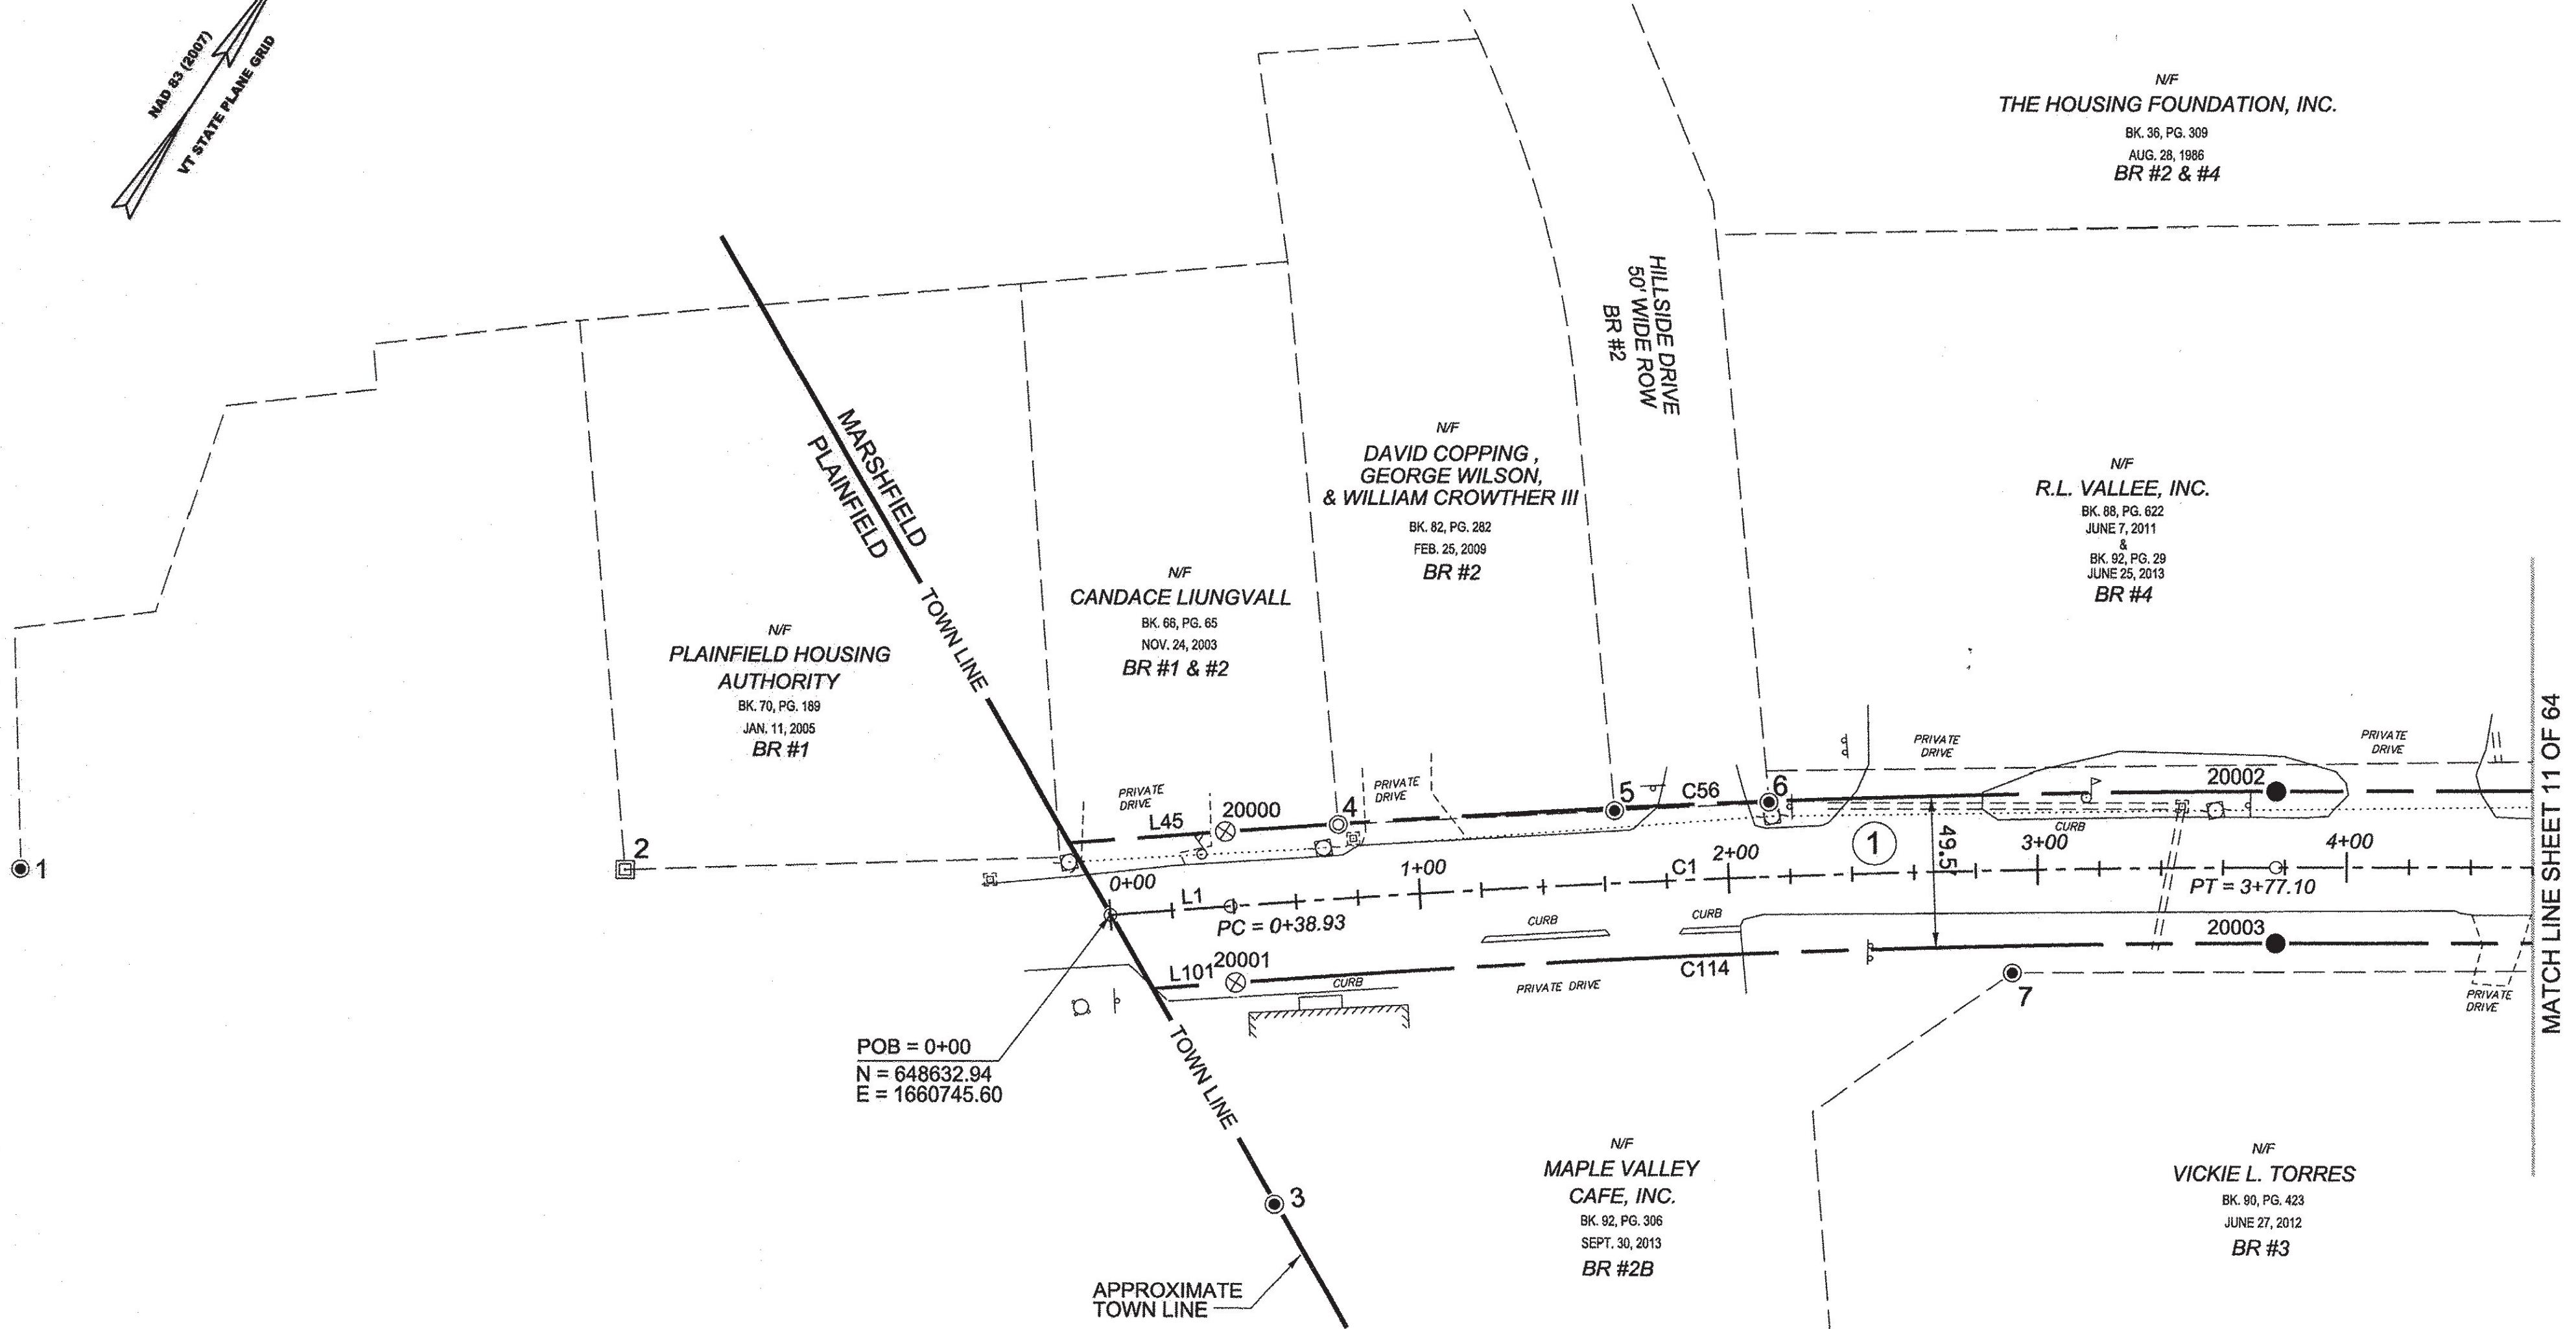 NAD 83 (2007)
VT STATE PLANE GRID
N/F
THE HOUSING FOUNDATION, INC.
BK. 36, PG. 309
AUG. 28, 1986
BR #2 & #4
HILLSIDE DRIVE
50' WIDE ROW
BR #2
MARSHFIELD
PLAINFIELD
TOWN LINE
N/F
DAVID COPPING ,
GEORGE WILSON,
& WILLIAM CROWTHER III
BK. 82, PG. 282
FEB. 25, 2009
BR #2
N/F
R.L. VALLEE, INC.
BK. 88, PG. 622
JUNE 7, 2011
&
BK. 92, PG. 29
JUNE 25, 2013
BR #4
N/F
CANDACE LIUNGVALL
BK. 66, PG. 65
NOV. 24, 2003
BR #1 & #2
N/F
PLAINFIELD HOUSING
AUTHORITY
BK. 70, PG. 189
JAN. 11, 2005
BR #1
PRIVATE
DRIVE
PRIVATE
DRIVE
PRIVATE
DRIVE
PRIVATE
DRIVE
1
2
L45
20000
4
5
C56
6
20002
CURB
0+00
L1
PC = 0+38.93
1+00
C1
2+00
1
49.5'
3+00
4+00
PT = 3+77.10
CURB
CURB
20003
L101
20001
CURB
PRIVATE DRIVE
C114
7
PRIVATE
DRIVE
MATCH LINE SHEET 11 OF 64
POB = 0+00
N = 648632.94
E = 1660745.60
TOWN LINE
3
APPROXIMATE
TOWN LINE
N/F
MAPLE VALLEY
CAFE, INC.
BK. 92, PG. 306
SEPT. 30, 2013
BR #2B
N/F
VICKIE L. TORRES
BK. 90, PG. 423
JUNE 27, 2012
BR #3